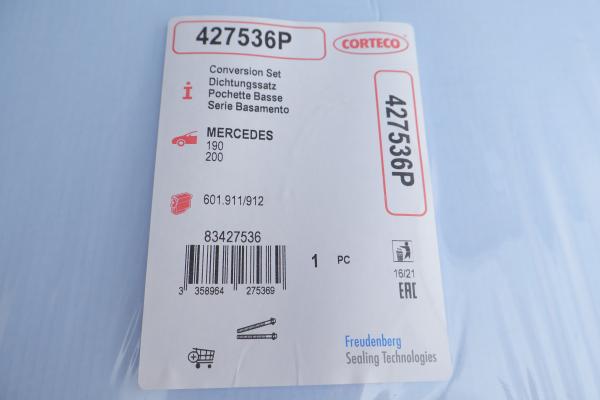 427536P
CORTECO
Conversion Set
Dichtungssatz
Pochette Basse
Serie Basamento
427536P
MERCEDES
190
200
601.911/912
83427536
3 358964 275369
1 PC
16/21
EAC
Freudenberg
Sealing Technologies